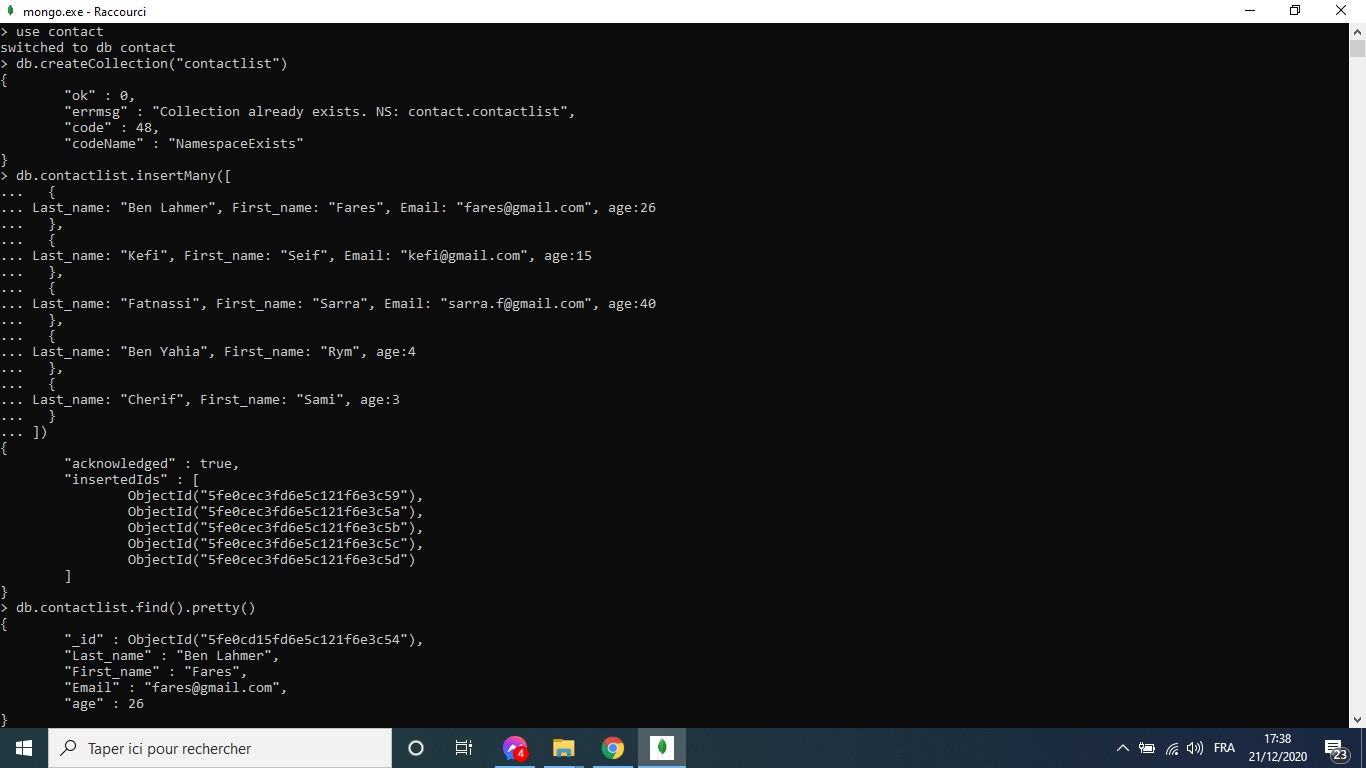 mongo.exe - Raccourci
> use contact
switched to db contact
> db.createCollection("contactlist")
{
        "ok" : 0,
        "errmsg" : "Collection already exists. NS: contact.contactlist",
        "code" : 48,
        "codeName" : "NamespaceExists"
}
> db.contactlist.insertMany([
...   {
... Last_name: "Ben Lahmer", First_name: "Fares", Email: "fares@gmail.com", age:26
...   },
...   {
... Last_name: "Kefi", First_name: "Seif", Email: "kefi@gmail.com", age:15
...   },
...   {
... Last_name: "Fatnassi", First_name: "Sarra", Email: "sarra.f@gmail.com", age:40
...   },
...   {
... Last_name: "Ben Yahia", First_name: "Rym", age:4
...   },
...   {
... Last_name: "Cherif", First_name: "Sami", age:3
...   }
... ])
{
        "acknowledged" : true,
        "insertedIds" : [
                ObjectId("5fe0cec3fd6e5c121f6e3c59"),
                ObjectId("5fe0cec3fd6e5c121f6e3c5a"),
                ObjectId("5fe0cec3fd6e5c121f6e3c5b"),
                ObjectId("5fe0cec3fd6e5c121f6e3c5c"),
                ObjectId("5fe0cec3fd6e5c121f6e3c5d")
        ]
}
> db.contactlist.find().pretty()
{
        "_id" : ObjectId("5fe0cd15fd6e5c121f6e3c54"),
        "Last_name" : "Ben Lahmer",
        "First_name" : "Fares",
        "Email" : "fares@gmail.com",
        "age" : 26
}
Taper ici pour rechercher
4
FRA
17:38
21/12/2020
23